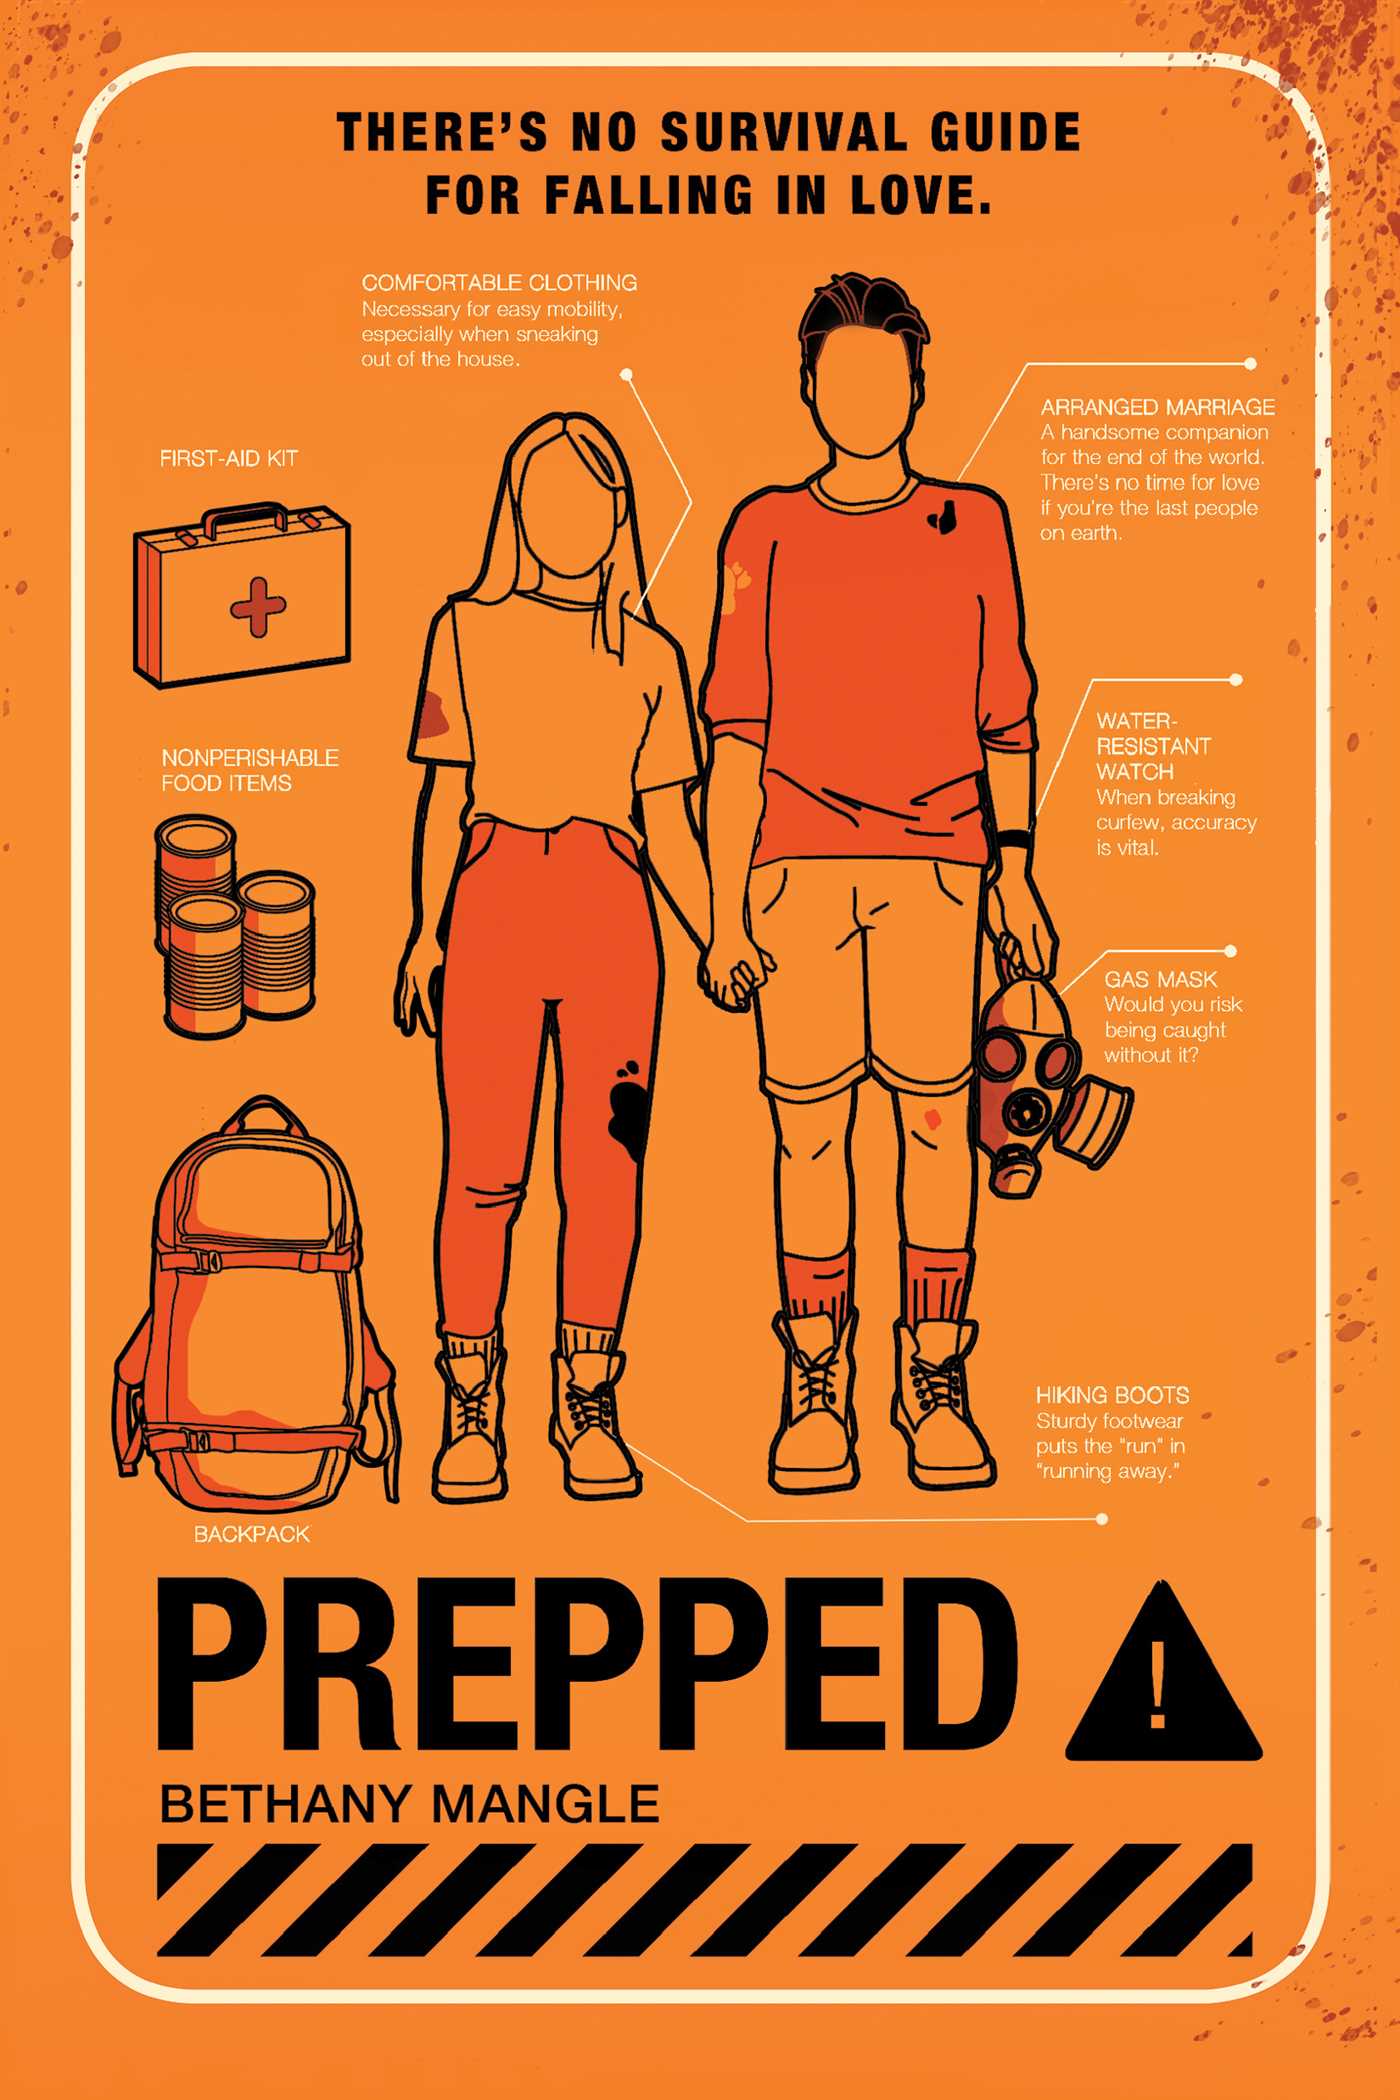 THERE'S NO SURVIVAL GUIDE
FOR FALLING IN LOVE.
COMFORTABLE CLOTHING
Necessary for easy mobility,
especially when sneaking
out of the house.
ARRANGED MARRIAGE
A handsome companion
for the end of the world.
There's no time for love
if you're the last people
on earth.
FIRST-AID KIT
WATER-
RESISTANT
WATCH
When breaking
curfew, accuracy
is vital.
NONPERISHABLE
FOOD ITEMS
GAS MASK
Would you risk
being caught
without it?
HIKING BOOTS
Sturdy footwear
puts the "run" in
"running away."
BACKPACK
PREPPED
!
BETHANY MANGLE